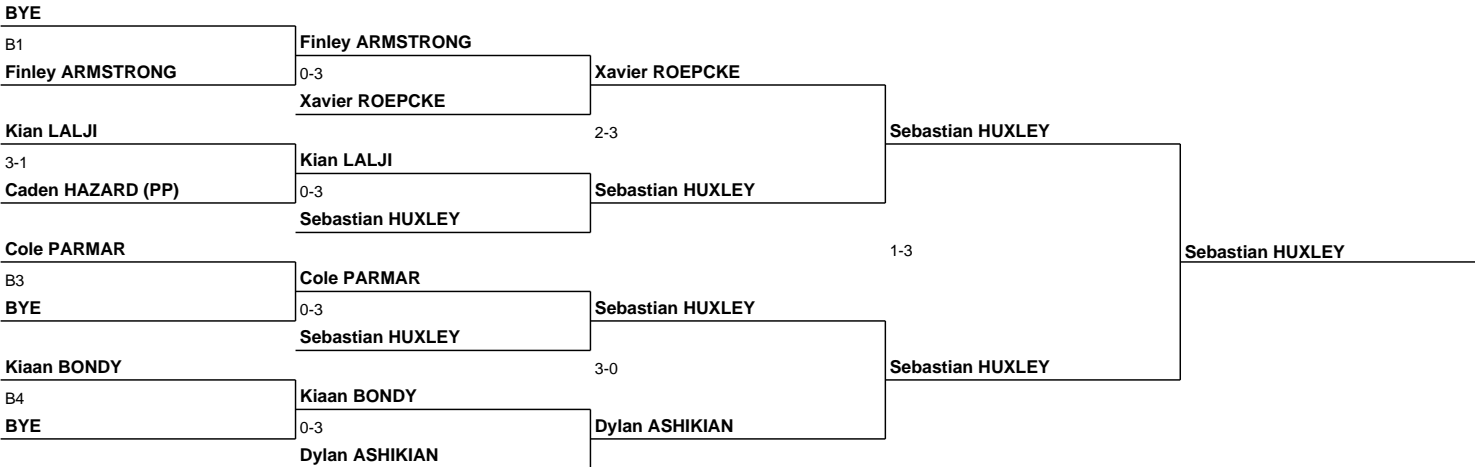 BYE
B1
Finley ARMSTRONG
Finley ARMSTRONG
0-3
Xavier ROEPCKE
Xavier ROEPCKE
Kian LALJI
2-3
Sebastian HUXLEY
3-1
Kian LALJI
Caden HAZARD (PP)
0-3
Sebastian HUXLEY
Sebastian HUXLEY
Cole PARMAR
1-3
Sebastian HUXLEY
B3
Cole PARMAR
BYE
0-3
Sebastian HUXLEY
Sebastian HUXLEY
Kiaan BONDY
3-0
Sebastian HUXLEY
B4
Kiaan BONDY
BYE
0-3
Dylan ASHIKIAN
Dylan ASHIKIAN